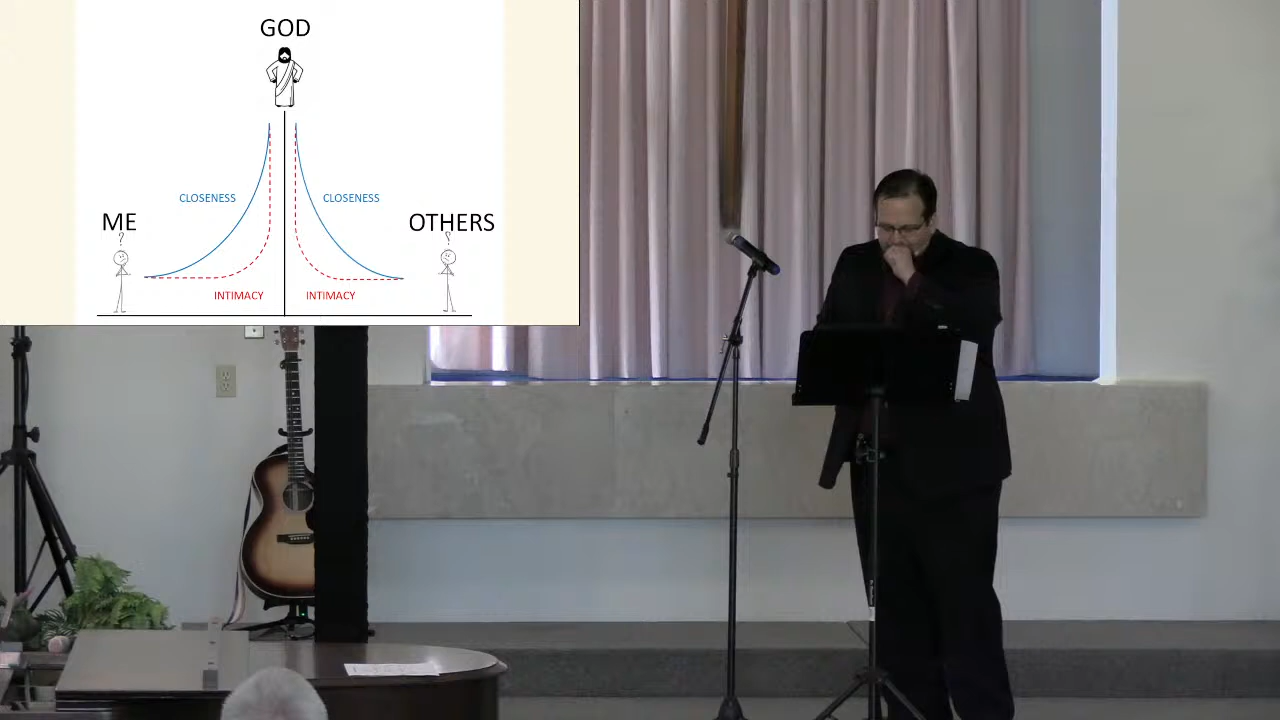 GOD
CLOSENESS CLOSENESS
ME OTHERS
? ?
INTIMACY INTIMACY